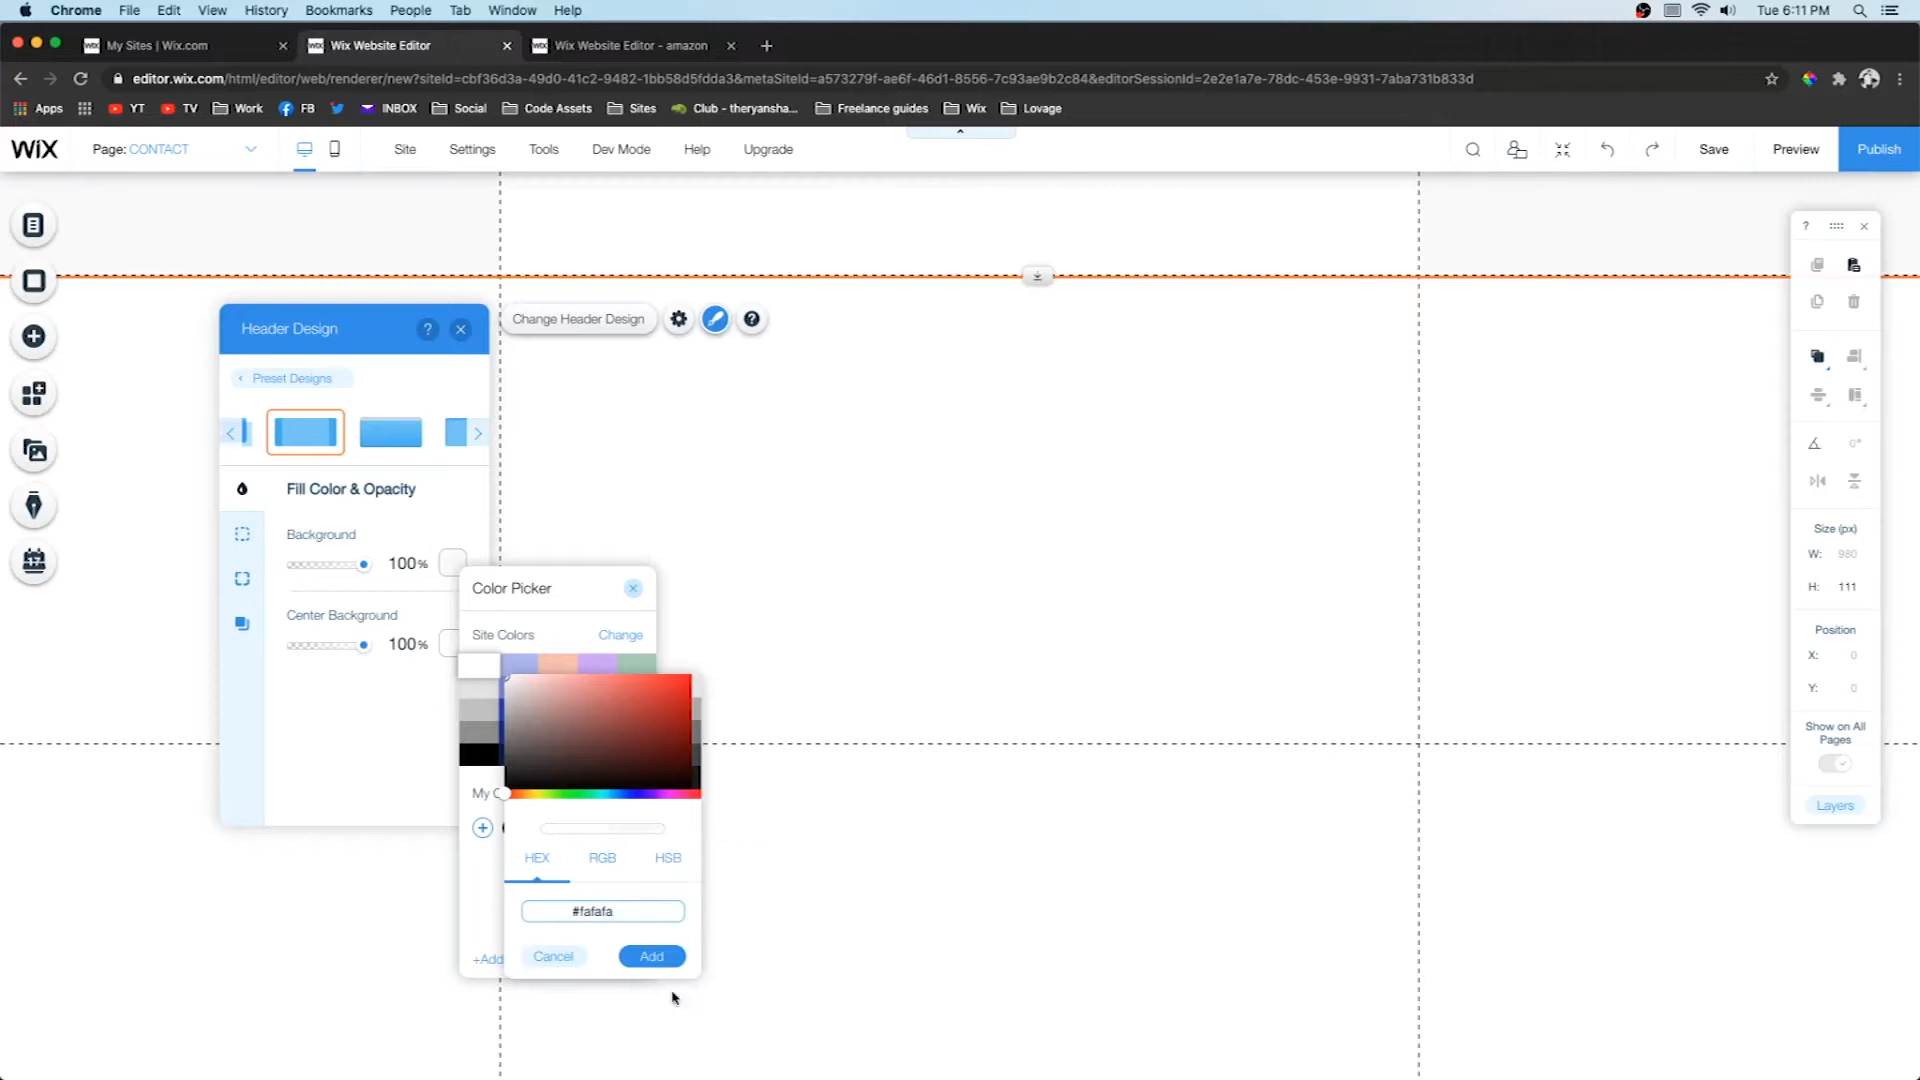 Chrome File Edit View History Bookmarks People Tab Window Help Tue 6:11 PM
WIX My Sites | Wix.com WIX Wix Website Editor WIX Wix Website Editor - amazon
editor.wix.com/html/editor/web/renderer/new?siteId=cbf36d3a-49d0-41c2-9482-1bb58d5fdda3&metaSiteId=a573279f-ae6f-46d1-8556-7c93ae9b2c84&editorSessionId=2e2e1a7e-78dc-453e-9931-7aba731b833d
Apps YT TV Work FB INBOX Social Code Assets Sites Club - theryansha... Freelance guides Wix Lovage
WIX Page: CONTACT Site Settings Tools Dev Mode Help Upgrade Save Preview Publish
Header Design ?
Change Header Design
Preset Designs
Fill Color & Opacity
Background
100%
Center Background
100%
Color Picker
Site Colors Change
My C
HEX RGB HSB
#fafafa
+Add
Cancel Add
?
0°
Size (px)
W: 980
H: 111
Position
X: 0
Y: 0
Show on All
Pages
Layers
17